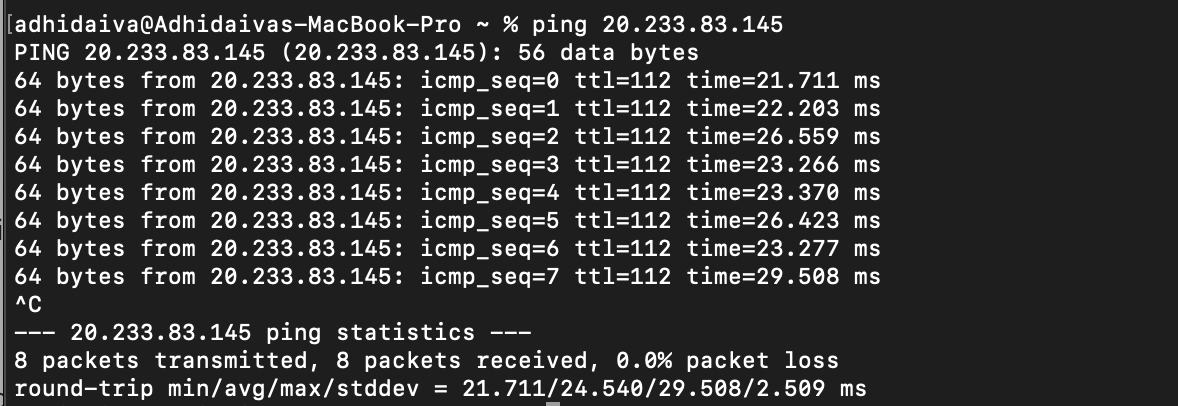 [adhidaiva@Adhidaivas-MacBook-Pro ~ % ping 20.233.83.145
PING 20.233.83.145 (20.233.83.145): 56 data bytes
64 bytes from 20.233.83.145: icmp_seq=0 ttl=112 time=21.711 ms
64 bytes from 20.233.83.145: icmp_seq=1 ttl=112 time=22.203 ms
64 bytes from 20.233.83.145: icmp_seq=2 ttl=112 time=26.559 ms
64 bytes from 20.233.83.145: icmp_seq=3 ttl=112 time=23.266 ms
64 bytes from 20.233.83.145: icmp_seq=4 ttl=112 time=23.370 ms
64 bytes from 20.233.83.145: icmp_seq=5 ttl=112 time=26.423 ms
64 bytes from 20.233.83.145: icmp_seq=6 ttl=112 time=23.277 ms
64 bytes from 20.233.83.145: icmp_seq=7 ttl=112 time=29.508 ms
^C
--- 20.233.83.145 ping statistics ---
8 packets transmitted, 8 packets received, 0.0% packet loss
round-trip min/avg/max/stddev = 21.711/24.540/29.508/2.509 ms